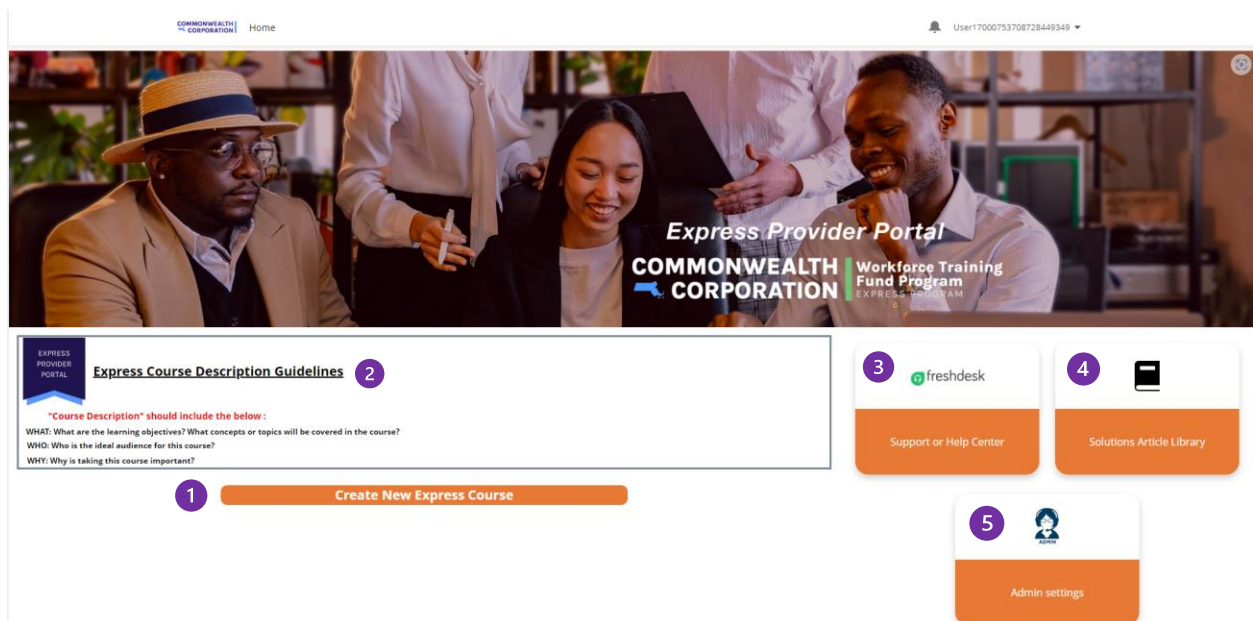 COMMONWEALTH
CORPORATION
Home
User17000753708728449349
Express Provider Portal
COMMONWEALTH
CORPORATION
Workforce Training
Fund Program
EXPRESS PROGRAM
EXPRESS
PROVIDER
PORTAL
Express Course Description Guidelines
2
"Course Description" should include the below :
WHAT: What are the learning objectives? What concepts or topics will be covered in the course?
WHO: Who is the ideal audience for this course?
WHY: Why is taking this course important?
1
Create New Express Course
3
freshdesk
Support or Help Center
4
Solutions Article Library
5
ADMIN
Admin settings